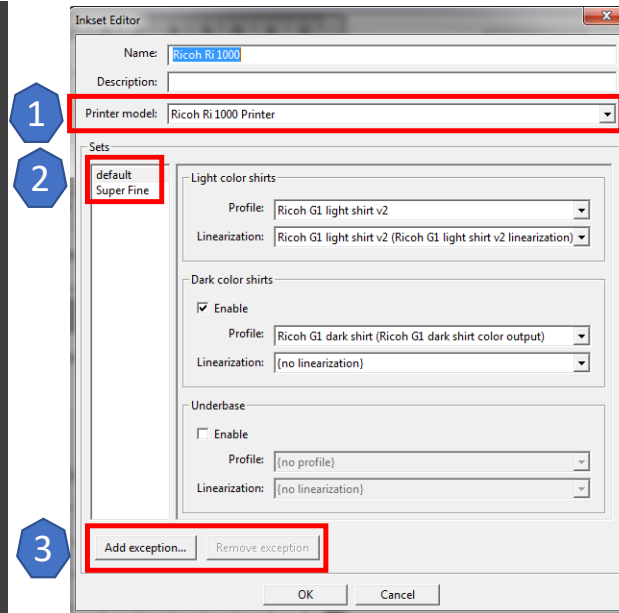 Inkset Editor
Name: Ricoh Ri 1000
Description:
1
Printer model: Ricoh Ri 1000 Printer
Sets
2
default
Super Fine
Light color shirts
Profile: Ricoh G1 light shirt v2
Linearization: Ricoh G1 light shirt v2 (Ricoh G1 light shirt v2 linearization)
Dark color shirts
Enable
Profile: Ricoh G1 dark shirt (Ricoh G1 dark shirt color output)
Linearization: {no linearization}
Underbase
Enable
Profile: {no profile}
Linearization: {no linearization}
3
Add exception... Remove exception
OK Cancel